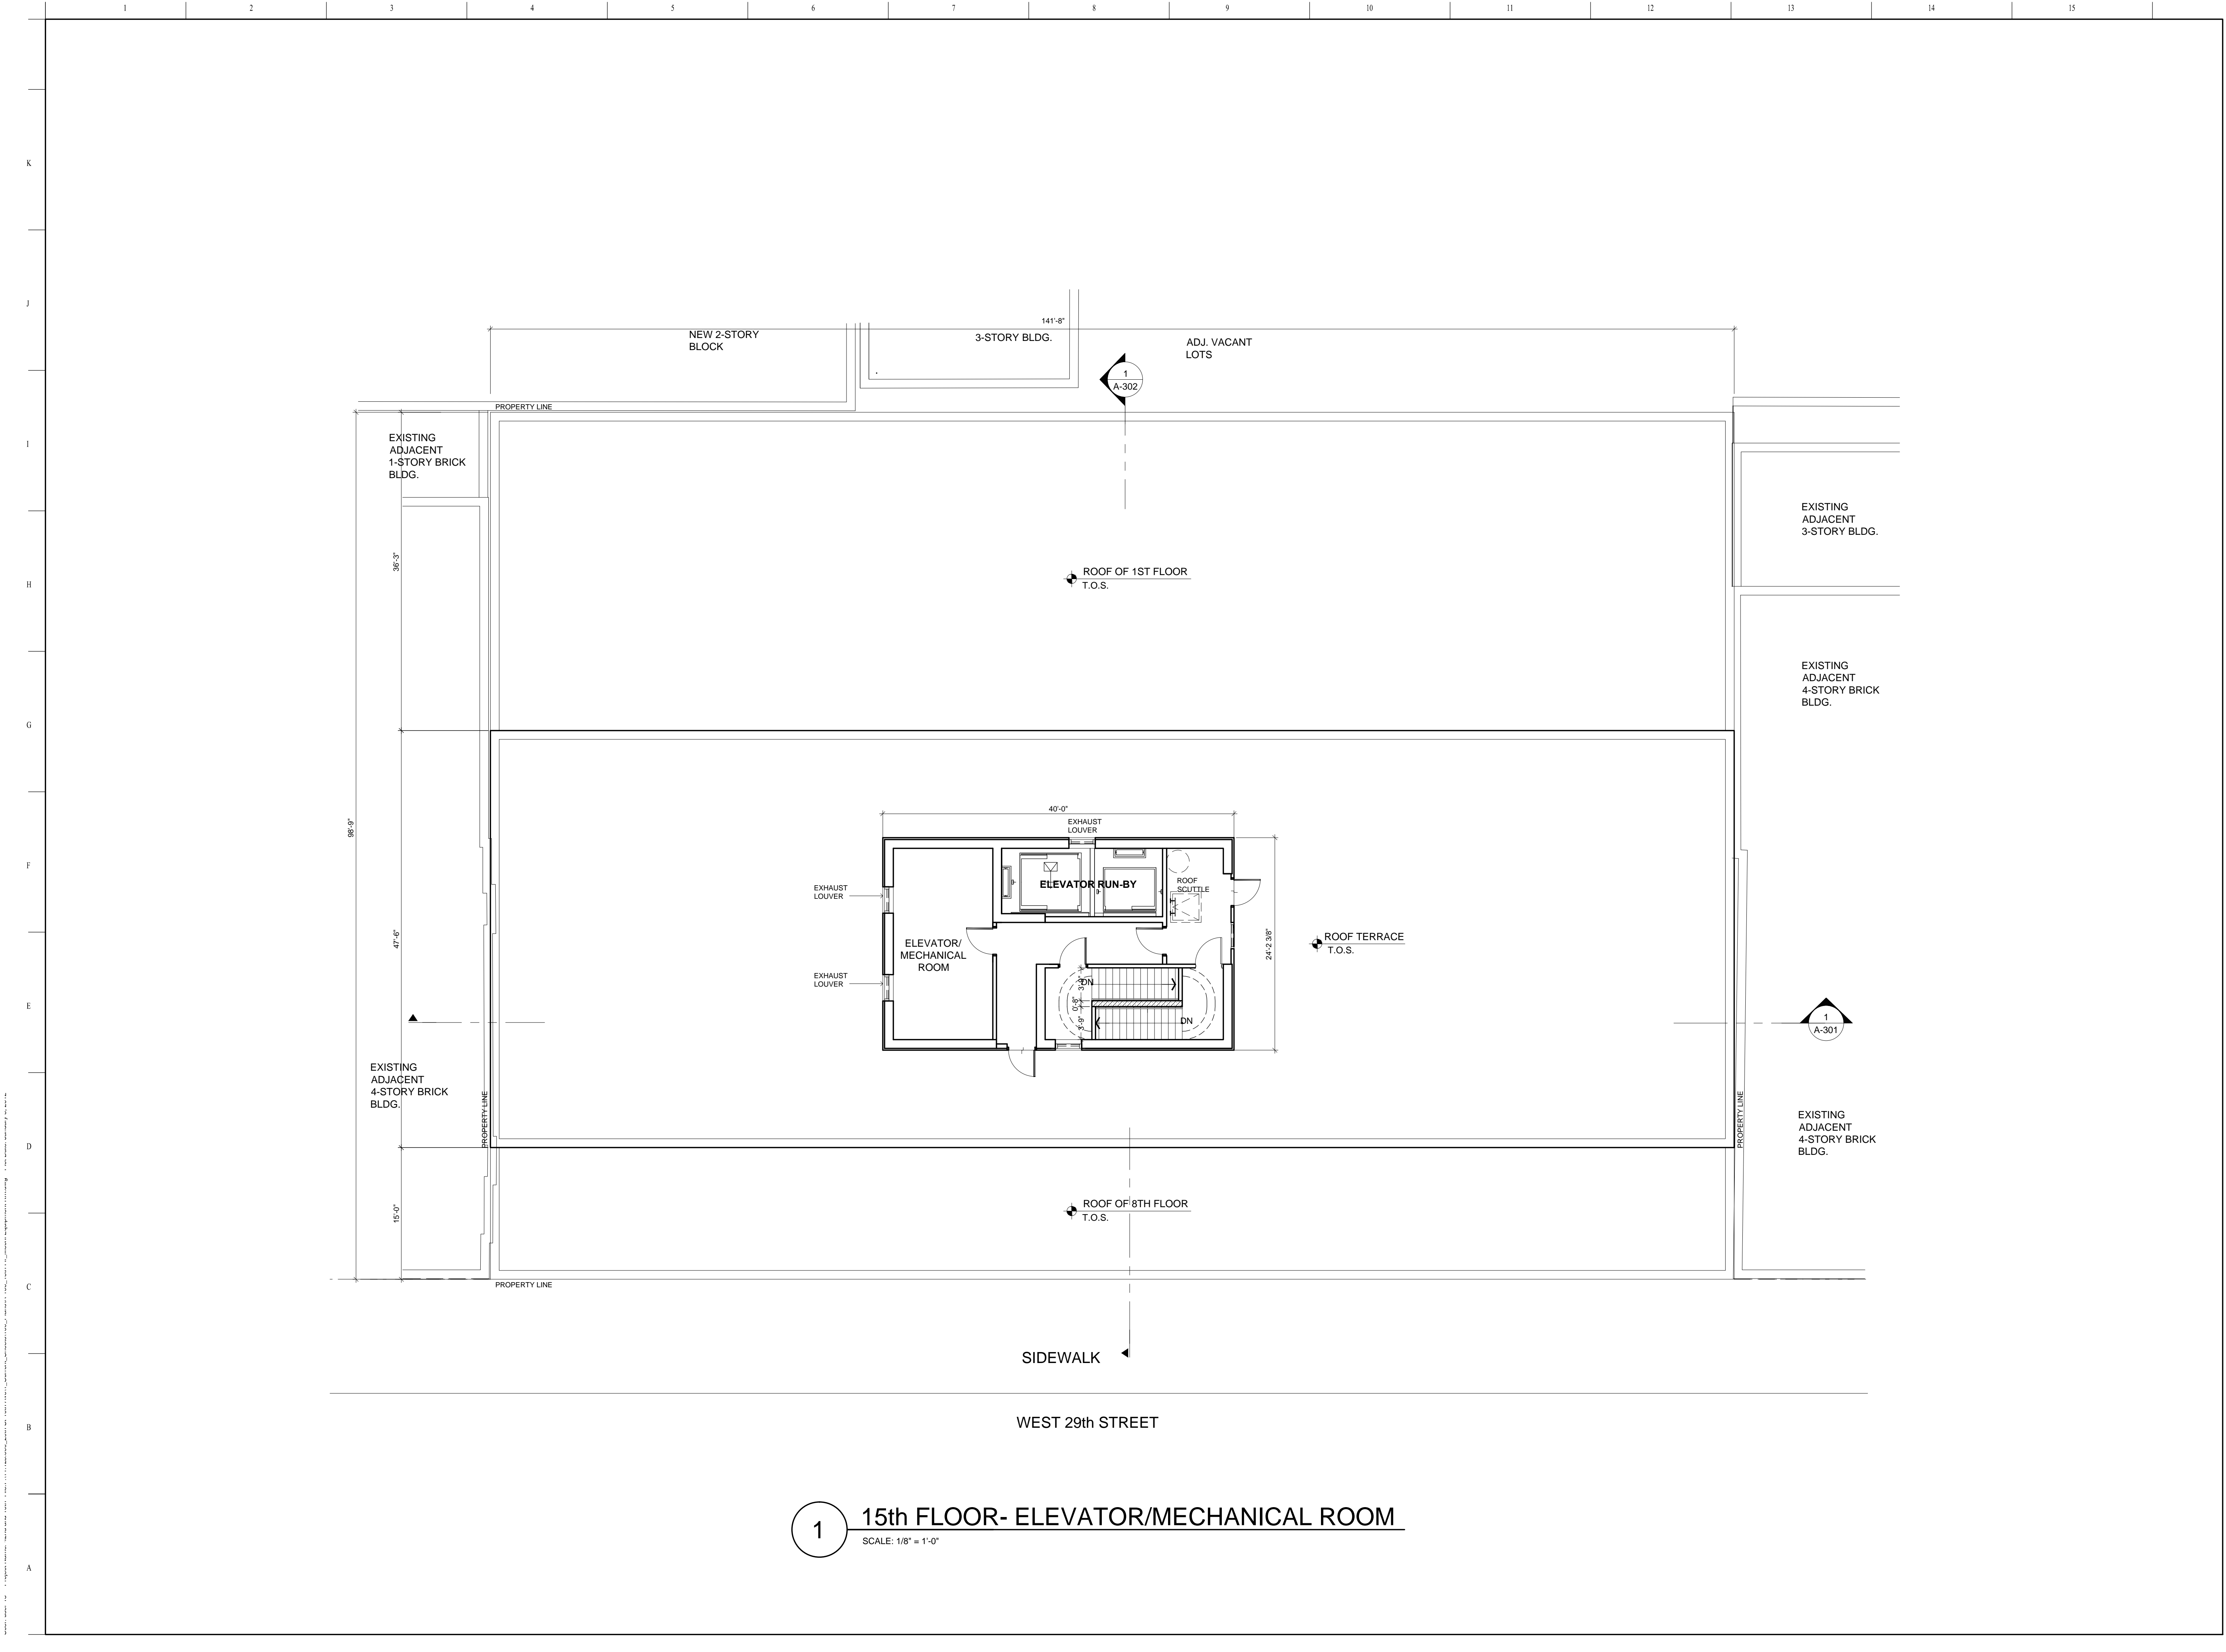 1 2 3 4 5 6 7 8 9 10 11 12 13 14 15
K
J
I
H
G
F
E
D
C
B
A
141'-8"
NEW 2-STORY
BLOCK
3-STORY BLDG.
ADJ. VACANT
LOTS
1
A-302
PROPERTY LINE
EXISTING
ADJACENT
1-STORY BRICK
BLDG.
EXISTING
ADJACENT
3-STORY BLDG.
36'-3"
ROOF OF 1ST FLOOR
T.O.S.
EXISTING
ADJACENT
4-STORY BRICK
BLDG.
98'-9"
40'-0"
EXHAUST
LOUVER
ELEVATOR RUN-BY
ROOF
SCUTTLE
EXHAUST
LOUVER
47'-6"
ELEVATOR/
MECHANICAL
ROOM
24'-2 3/8"
ROOF TERRACE
T.O.S.
EXHAUST
LOUVER
DN
3'-9"
0'-8"
3'-9"
DN
1
A-301
EXISTING
ADJACENT
4-STORY BRICK
BLDG.
PROPERTY LINE
PROPERTY LINE
EXISTING
ADJACENT
4-STORY BRICK
BLDG.
15'-0"
ROOF OF 8TH FLOOR
T.O.S.
PROPERTY LINE
SIDEWALK
WEST 29th STREET
1
15th FLOOR- ELEVATOR/MECHANICAL ROOM
SCALE: 1/8" = 1'-0"